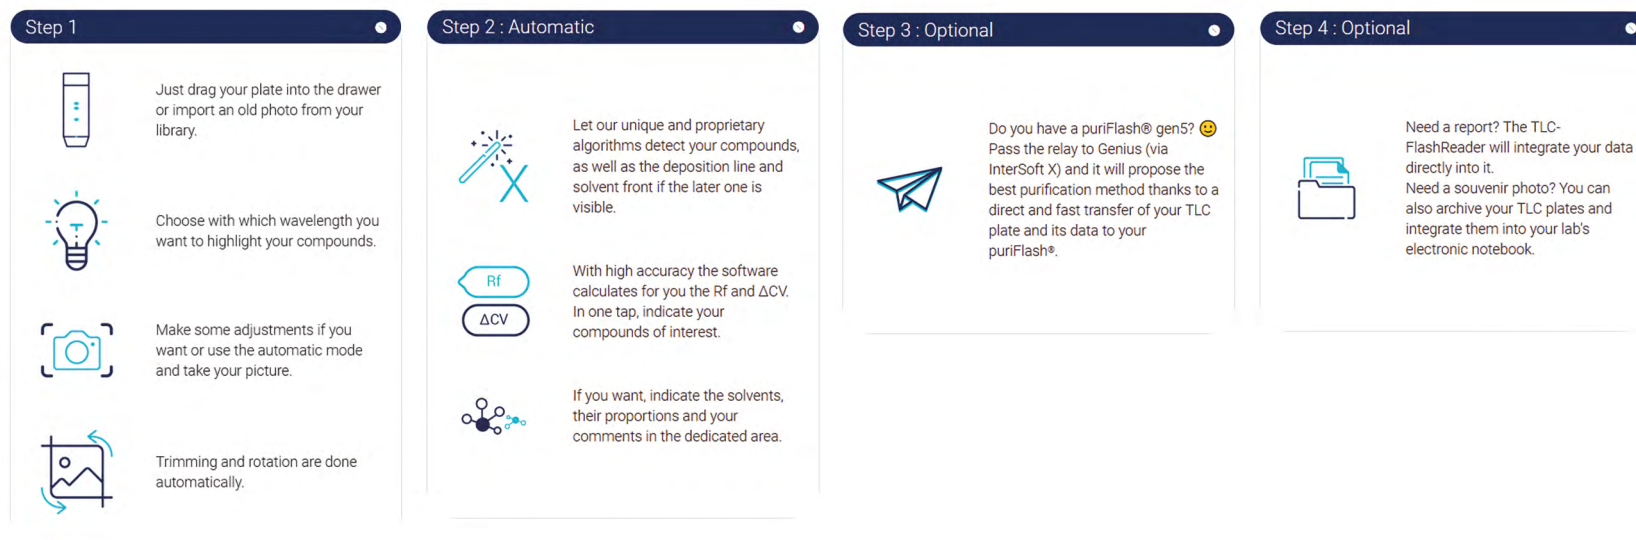 Step 1
Just drag your plate into the drawer
or import an old photo from your
library.
Choose with which wavelength you
want to highlight your compounds.
Make some adjustments if you
want or use the automatic mode
and take your picture.
Trimming and rotation are done
automatically.
Step 2 : Automatic
Let our unique and proprietary
algorithms detect your compounds,
as well as the deposition line and
solvent front if the later one is
visible.
Rf
ΔCV
With high accuracy the software
calculates for you the Rf and ΔCV.
In one tap, indicate your
compounds of interest.
If you want, indicate the solvents,
their proportions and your
comments in the dedicated area.
Step 3 : Optional
Do you have a puriFlash® gen5? 🙂
Pass the relay to Genius (via
InterSoft X) and it will propose the
best purification method thanks to a
direct and fast transfer of your TLC
plate and its data to your
puriFlash®.
Step 4 : Optional
Need a report? The TLC-
FlashReader will integrate your data
directly into it.
Need a souvenir photo? You can
also archive your TLC plates and
integrate them into your lab's
electronic notebook.